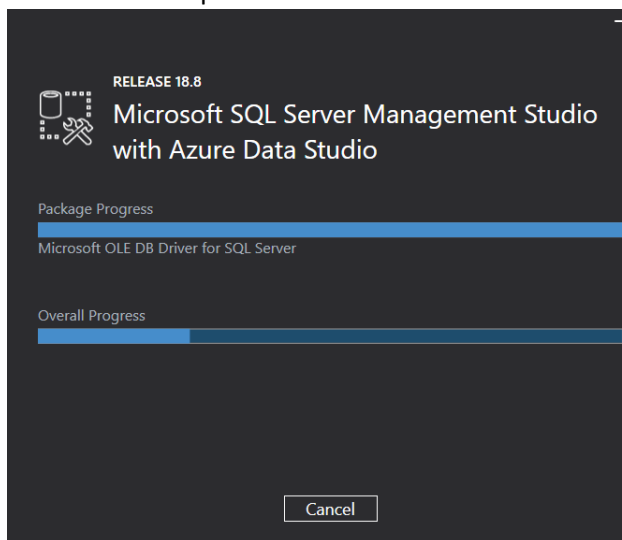 RELEASE 18.8
Microsoft SQL Server Management Studio
with Azure Data Studio
Package Progress
Microsoft OLE DB Driver for SQL Server
Overall Progress
Cancel